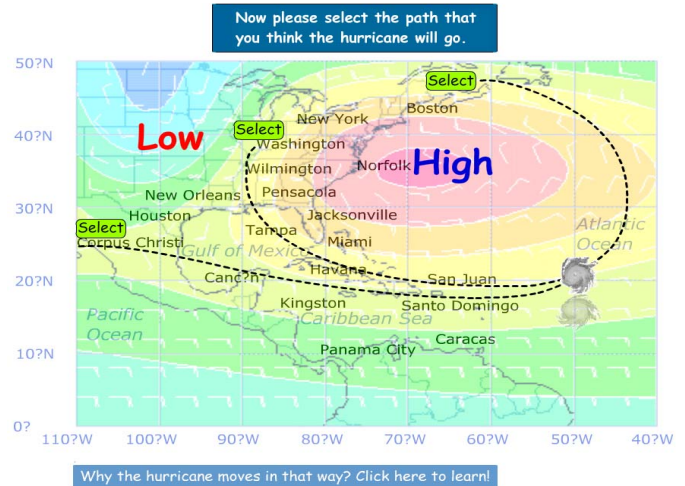 Now please select the path that
you think the hurricane will go.
50?N
Select
Boston
New York
40?N
Low
Select
Washington
Norfolk
High
Wilmington
New Orleans
Pensacola
30?N
Houston
Jacksonville
Select
Tampa
Atlantic
Ocean
Corpus Christi
Gulf of Mexico
Miami
Havana
20?N
Canc?n
San Juan
Kingston
Santo Domingo
Pacific
Ocean
Caribbean Sea
10?N
Panama City
Caracas
0?
110?W 100?W 90?W 80?W 70?W 60?W 50?W 40?W
Why the hurricane moves in that way? Click here to learn!